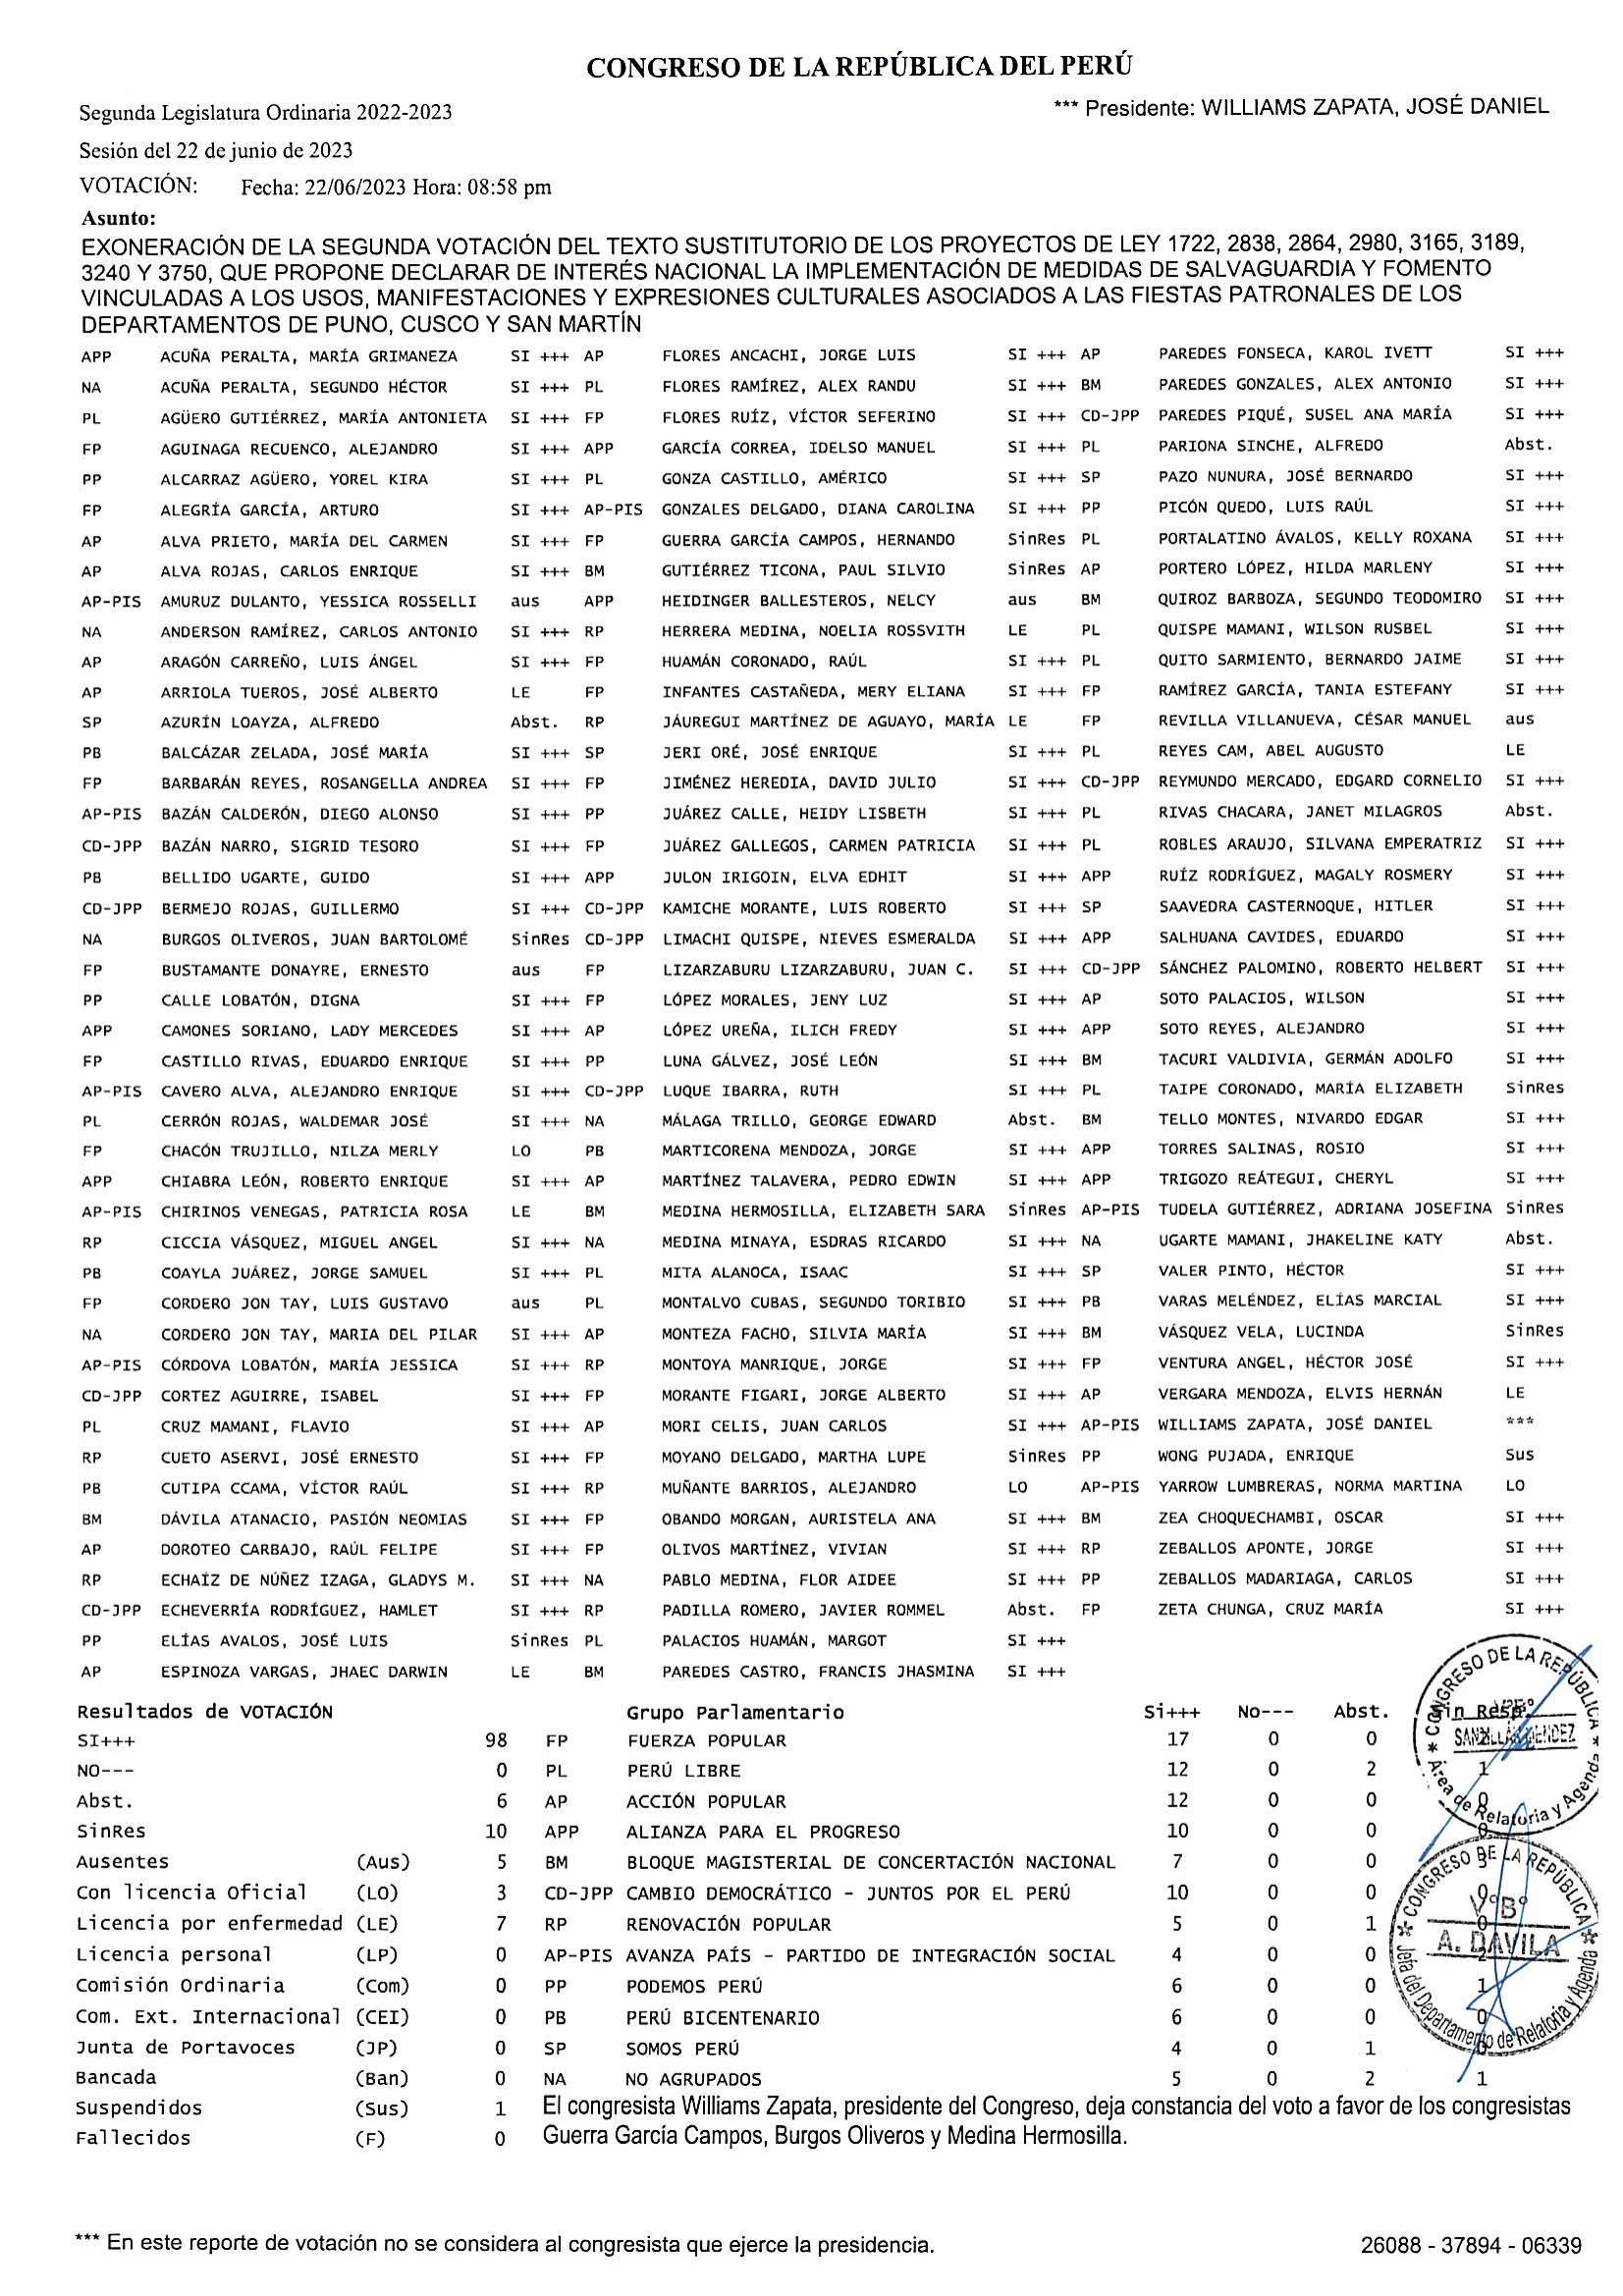 CONGRESO DE LA REPÚBLICA DEL PERÚ
Segunda Legislatura Ordinaria 2022-2023 *** Presidente: WILLIAMS ZAPATA, JOSÉ DANIEL
Sesión del 22 de junio de 2023
VOTACIÓN: Fecha: 22/06/2023 Hora: 08:58 pm
Asunto:
EXONERACIÓN DE LA SEGUNDA VOTACIÓN DEL TEXTO SUSTITUTORIO DE LOS PROYECTOS DE LEY 1722, 2838, 2864, 2980, 3165, 3189,
3240 Y 3750, QUE PROPONE DECLARAR DE INTERÉS NACIONAL LA IMPLEMENTACIÓN DE MEDIDAS DE SALVAGUARDIA Y FOMENTO
VINCULADAS A LOS USOS, MANIFESTACIONES Y EXPRESIONES CULTURALES ASOCIADOS A LAS FIESTAS PATRONALES DE LOS
DEPARTAMENTOS DE PUNO, CUSCO Y SAN MARTÍN
APP ACUÑA PERALTA, MARÍA GRIMANEZA SI +++ AP FLORES ANCACHI, JORGE LUIS SI +++ AP PAREDES FONSECA, KAROL IVETT SI +++
NA ACUÑA PERALTA, SEGUNDO HÉCTOR SI +++ PL FLORES RAMÍREZ, ALEX RANDU SI +++ BM PAREDES GONZALES, ALEX ANTONIO SI +++
PL AGÜERO GUTIÉRREZ, MARÍA ANTONIETA SI +++ FP FLORES RUÍZ, VÍCTOR SEFERINO SI +++ CD-JPP PAREDES PIQUÉ, SUSEL ANA MARÍA SI +++
FP AGUINAGA RECUENCO, ALEJANDRO SI +++ APP GARCÍA CORREA, IDELSO MANUEL SI +++ PL PARIONA SINCHE, ALFREDO Abst.
PP ALCARRAZ AGÜERO, YOREL KIRA SI +++ PL GONZA CASTILLO, AMÉRICO SI +++ SP PAZO NUNURA, JOSÉ BERNARDO SI +++
FP ALEGRÍA GARCÍA, ARTURO SI +++ AP-PIS GONZALES DELGADO, DIANA CAROLINA SI +++ PP PICÓN QUEDO, LUIS RAÚL SI +++
AP ALVA PRIETO, MARÍA DEL CARMEN SI +++ FP GUERRA GARCÍA CAMPOS, HERNANDO SinRes PL PORTALATINO ÁVALOS, KELLY ROXANA SI +++
AP ALVA ROJAS, CARLOS ENRIQUE SI +++ BM GUTIÉRREZ TICONA, PAUL SILVIO SinRes AP PORTERO LÓPEZ, HILDA MARLENY SI +++
AP-PIS AMURUZ DULANTO, YESSICA ROSSELLI aus APP HEIDINGER BALLESTEROS, NELCY aus BM QUIROZ BARBOZA, SEGUNDO TEODOMIRO SI +++
NA ANDERSON RAMÍREZ, CARLOS ANTONIO SI +++ RP HERRERA MEDINA, NOELIA ROSSVITH LE PL QUISPE MAMANI, WILSON RUSBEL SI +++
AP ARAGÓN CARREÑO, LUIS ÁNGEL SI +++ FP HUAMÁN CORONADO, RAÚL SI +++ PL QUITO SARMIENTO, BERNARDO JAIME SI +++
AP ARRIOLA TUEROS, JOSÉ ALBERTO LE FP INFANTES CASTAÑEDA, MERY ELIANA SI +++ FP RAMÍREZ GARCÍA, TANIA ESTEFANY SI +++
SP AZURÍN LOAYZA, ALFREDO Abst. RP JÁUREGUI MARTÍNEZ DE AGUAYO, MARÍA LE FP REVILLA VILLANUEVA, CÉSAR MANUEL aus
PB BALCÁZAR ZELADA, JOSÉ MARÍA SI +++ SP JERI ORÉ, JOSÉ ENRIQUE SI +++ PL REYES CAM, ABEL AUGUSTO LE
FP BARBARÁN REYES, ROSANGELLA ANDREA SI +++ FP JIMÉNEZ HEREDIA, DAVID JULIO SI +++ CD-JPP REYMUNDO MERCADO, EDGARD CORNELIO SI +++
AP-PIS BAZÁN CALDERÓN, DIEGO ALONSO SI +++ PP JUÁREZ CALLE, HEIDY LISBETH SI +++ PL RIVAS CHACARA, JANET MILAGROS Abst.
CD-JPP BAZÁN NARRO, SIGRID TESORO SI +++ FP JUÁREZ GALLEGOS, CARMEN PATRICIA SI +++ PL ROBLES ARAUJO, SILVANA EMPERATRIZ SI +++
PB BELLIDO UGARTE, GUIDO SI +++ APP JULON IRIGOIN, ELVA EDHIT SI +++ APP RUÍZ RODRÍGUEZ, MAGALY ROSMERY SI +++
CD-JPP BERMEJO ROJAS, GUILLERMO SI +++ CD-JPP KAMICHE MORANTE, LUIS ROBERTO SI +++ SP SAAVEDRA CASTERNOQUE, HITLER SI +++
NA BURGOS OLIVEROS, JUAN BARTOLOMÉ SinRes CD-JPP LIMACHI QUISPE, NIEVES ESMERALDA SI +++ APP SALHUANA CAVIDES, EDUARDO SI +++
FP BUSTAMANTE DONAYRE, ERNESTO aus FP LIZARZABURU LIZARZABURU, JUAN C. SI +++ CD-JPP SÁNCHEZ PALOMINO, ROBERTO HELBERT SI +++
PP CALLE LOBATÓN, DIGNA SI +++ FP LÓPEZ MORALES, JENY LUZ SI +++ AP SOTO PALACIOS, WILSON SI +++
APP CAMONES SORIANO, LADY MERCEDES SI +++ AP LÓPEZ UREÑA, ILICH FREDY SI +++ APP SOTO REYES, ALEJANDRO SI +++
FP CASTILLO RIVAS, EDUARDO ENRIQUE SI +++ PP LUNA GÁLVEZ, JOSÉ LEÓN SI +++ BM TACURI VALDIVIA, GERMÁN ADOLFO SI +++
AP-PIS CAVERO ALVA, ALEJANDRO ENRIQUE SI +++ CD-JPP LUQUE IBARRA, RUTH SI +++ PL TAIPE CORONADO, MARÍA ELIZABETH SinRes
PL CERRÓN ROJAS, WALDEMAR JOSÉ SI +++ NA MÁLAGA TRILLO, GEORGE EDWARD Abst. BM TELLO MONTES, NIVARDO EDGAR SI +++
FP CHACÓN TRUJILLO, NILZA MERLY LO PB MARTICORENA MENDOZA, JORGE SI +++ APP TORRES SALINAS, ROSIO SI +++
APP CHIABRA LEÓN, ROBERTO ENRIQUE SI +++ AP MARTÍNEZ TALAVERA, PEDRO EDWIN SI +++ APP TRIGOZO REÁTEGUI, CHERYL SI +++
AP-PIS CHIRINOS VENEGAS, PATRICIA ROSA LE BM MEDINA HERMOSILLA, ELIZABETH SARA SinRes AP-PIS TUDELA GUTIÉRREZ, ADRIANA JOSEFINA SinRes
RP CICCIA VÁSQUEZ, MIGUEL ANGEL SI +++ NA MEDINA MINAYA, ESDRAS RICARDO SI +++ NA UGARTE MAMANI, JHAKELINE KATY Abst.
PB COAYLA JUÁREZ, JORGE SAMUEL SI +++ PL MITA ALANOCA, ISAAC SI +++ SP VALER PINTO, HÉCTOR SI +++
FP CORDERO JON TAY, LUIS GUSTAVO aus PL MONTALVO CUBAS, SEGUNDO TORIBIO SI +++ PB VARAS MELÉNDEZ, ELÍAS MARCIAL SI +++
NA CORDERO JON TAY, MARIA DEL PILAR SI +++ AP MONTEZA FACHO, SILVIA MARÍA SI +++ BM VÁSQUEZ VELA, LUCINDA SinRes
AP-PIS CÓRDOVA LOBATÓN, MARÍA JESSICA SI +++ RP MONTOYA MANRIQUE, JORGE SI +++ FP VENTURA ANGEL, HÉCTOR JOSÉ SI +++
CD-JPP CORTEZ AGUIRRE, ISABEL SI +++ FP MORANTE FIGARI, JORGE ALBERTO SI +++ AP VERGARA MENDOZA, ELVIS HERNÁN LE
PL CRUZ MAMANI, FLAVIO SI +++ AP MORI CELIS, JUAN CARLOS SI +++ AP-PIS WILLIAMS ZAPATA, JOSÉ DANIEL ***
RP CUETO ASERVI, JOSÉ ERNESTO SI +++ FP MOYANO DELGADO, MARTHA LUPE SinRes PP WONG PUJADA, ENRIQUE Sus
PB CUTIPA CCAMA, VÍCTOR RAÚL SI +++ RP MUÑANTE BARRIOS, ALEJANDRO LO AP-PIS YARROW LUMBRERAS, NORMA MARTINA LO
BM DÁVILA ATANACIO, PASIÓN NEOMIAS SI +++ FP OBANDO MORGAN, AURISTELA ANA SI +++ BM ZEA CHOQUECHAMBI, OSCAR SI +++
AP DOROTEO CARBAJO, RAÚL FELIPE SI +++ FP OLIVOS MARTÍNEZ, VIVIAN SI +++ RP ZEBALLOS APONTE, JORGE SI +++
RP ECHAÍZ DE NÚÑEZ IZAGA, GLADYS M. SI +++ NA PABLO MEDINA, FLOR AIDEE SI +++ PP ZEBALLOS MADARIAGA, CARLOS SI +++
CD-JPP ECHEVERRÍA RODRÍGUEZ, HAMLET SI +++ RP PADILLA ROMERO, JAVIER ROMMEL Abst. FP ZETA CHUNGA, CRUZ MARÍA SI +++
PP ELÍAS AVALOS, JOSÉ LUIS SinRes PL PALACIOS HUAMÁN, MARGOT SI +++
AP ESPINOZA VARGAS, JHAEC DARWIN LE BM PAREDES CASTRO, FRANCIS JHASMINA SI +++
Resultados de VOTACIÓN Grupo Parlamentario Si+++ No--- Abst. Sin Resp.
SI+++ 98 FP FUERZA POPULAR 17 0 0
NO--- 0 PL PERÚ LIBRE 12 0 2 1
Abst. 6 AP ACCIÓN POPULAR 12 0 0 0
SinRes 10 APP ALIANZA PARA EL PROGRESO 10 0 0 0
Ausentes (Aus) 5 BM BLOQUE MAGISTERIAL DE CONCERTACIÓN NACIONAL 7 0 0 3
Con licencia Oficial (LO) 3 CD-JPP CAMBIO DEMOCRÁTICO - JUNTOS POR EL PERÚ 10 0 0 0
Licencia por enfermedad (LE) 7 RP RENOVACIÓN POPULAR 5 0 1 0
Licencia personal (LP) 0 AP-PIS AVANZA PAÍS - PARTIDO DE INTEGRACIÓN SOCIAL 4 0 0
Comisión Ordinaria (Com) 0 PP PODEMOS PERÚ 6 0 0 1
Com. Ext. Internacional (CEI) 0 PB PERÚ BICENTENARIO 6 0 0 0
Junta de Portavoces (JP) 0 SP SOMOS PERÚ 4 0 1 0
Bancada (Ban) 0 NA NO AGRUPADOS 5 0 2 1
Suspendidos (Sus) 1 El congresista Williams Zapata, presidente del Congreso, deja constancia del voto a favor de los congresistas
Fallecidos (F) 0 Guerra García Campos, Burgos Oliveros y Medina Hermosilla.
CONGRESO DE LA REPÚBLICA
Área de Relatoría y Agenda
CONGRESO DE LA REPÚBLICA
V°B°
A. DÁVILA
Jefa del Departamento de Relatoría y Agenda
*** En este reporte de votación no se considera al congresista que ejerce la presidencia. 26088 - 37894 - 06339